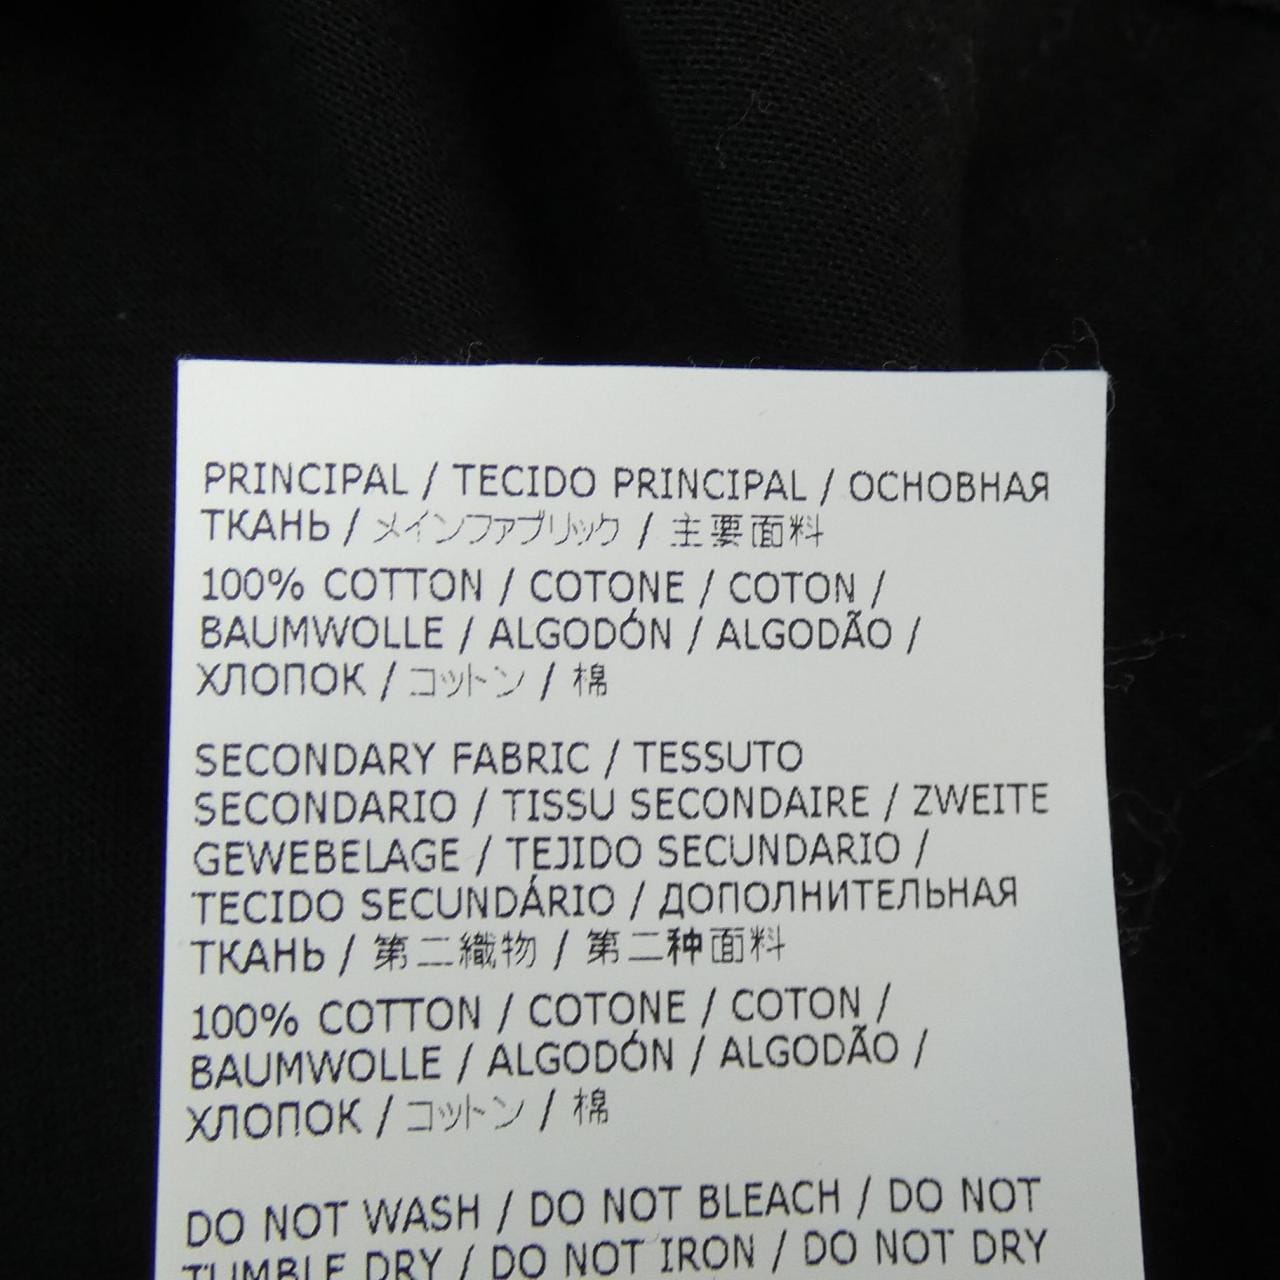 PRINCIPAL / TECIDO PRINCIPAL / ОСНОВНАЯ
ТКАНЬ / メインファブリック / 主要面料
100% COTTON / COTONE / COTON /
BAUMWOLLE / ALGODÓN / ALGODÃO /
ХЛОПОК / コットン / 棉
SECONDARY FABRIC / TESSUTO
SECONDARIO / TISSU SECONDAIRE / ZWEITE
GEWEBELAGE / TEJIDO SECUNDARIO /
TECIDO SECUNDÁRIO / ДОПОЛНИТЕЛЬНАЯ
ТКАНЬ / 第二織物 / 第二种面料
100% COTTON / COTONE / COTON /
BAUMWOLLE / ALGODÓN / ALGODÃO /
ХЛОПОК / コットン / 棉
DO NOT WASH / DO NOT BLEACH / DO NOT
TUMBLE DRY / DO NOT IRON / DO NOT DRY